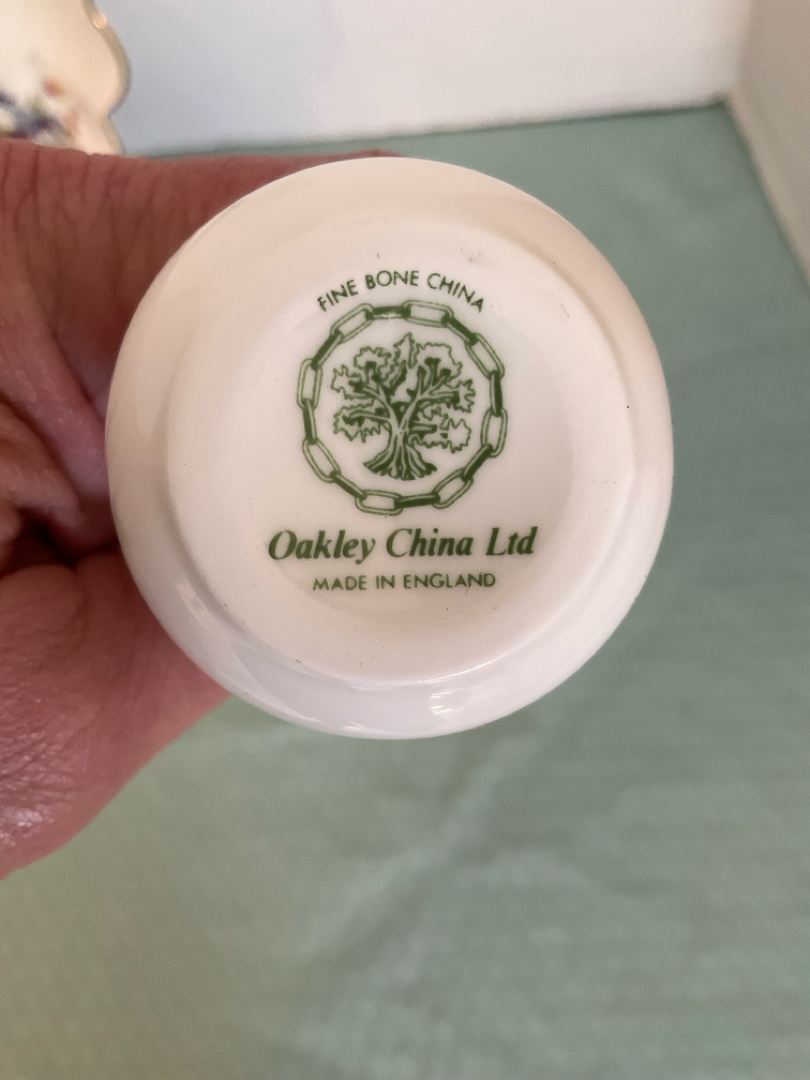 FINE BONE CHINA
Oakley China Ltd
MADE IN ENGLAND